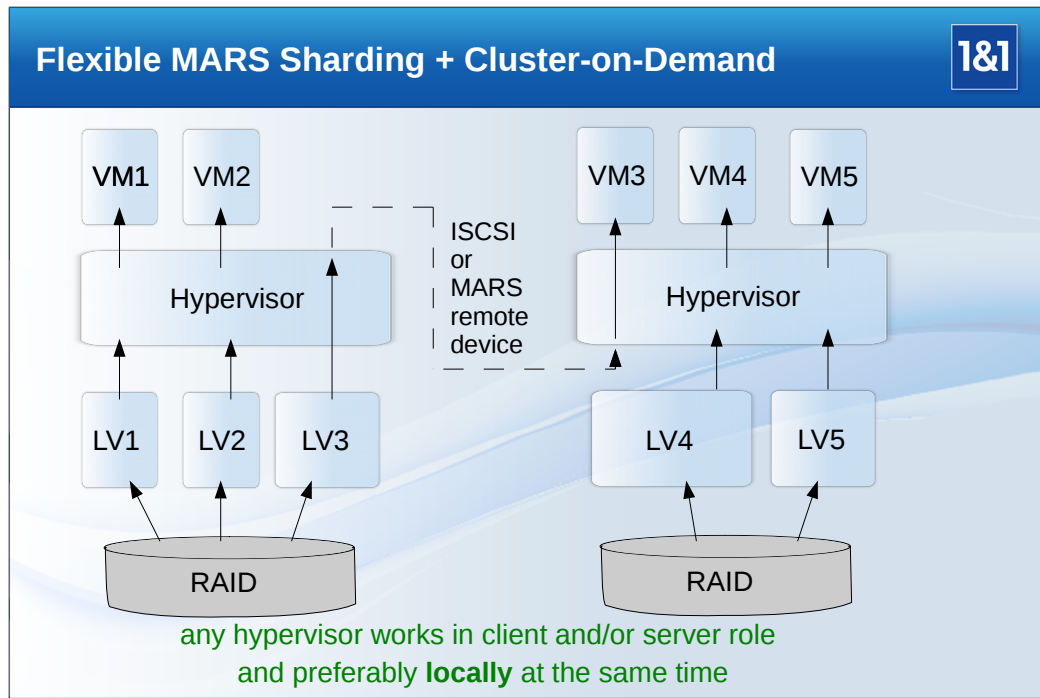 Flexible MARS Sharding + Cluster-on-Demand
1&1
VM1 VM2 VM3 VM4 VM5
ISCSI
or
MARS
remote
device
Hypervisor Hypervisor
LV1 LV2 LV3 LV4 LV5
RAID RAID
any hypervisor works in client and/or server role
and preferably locally at the same time